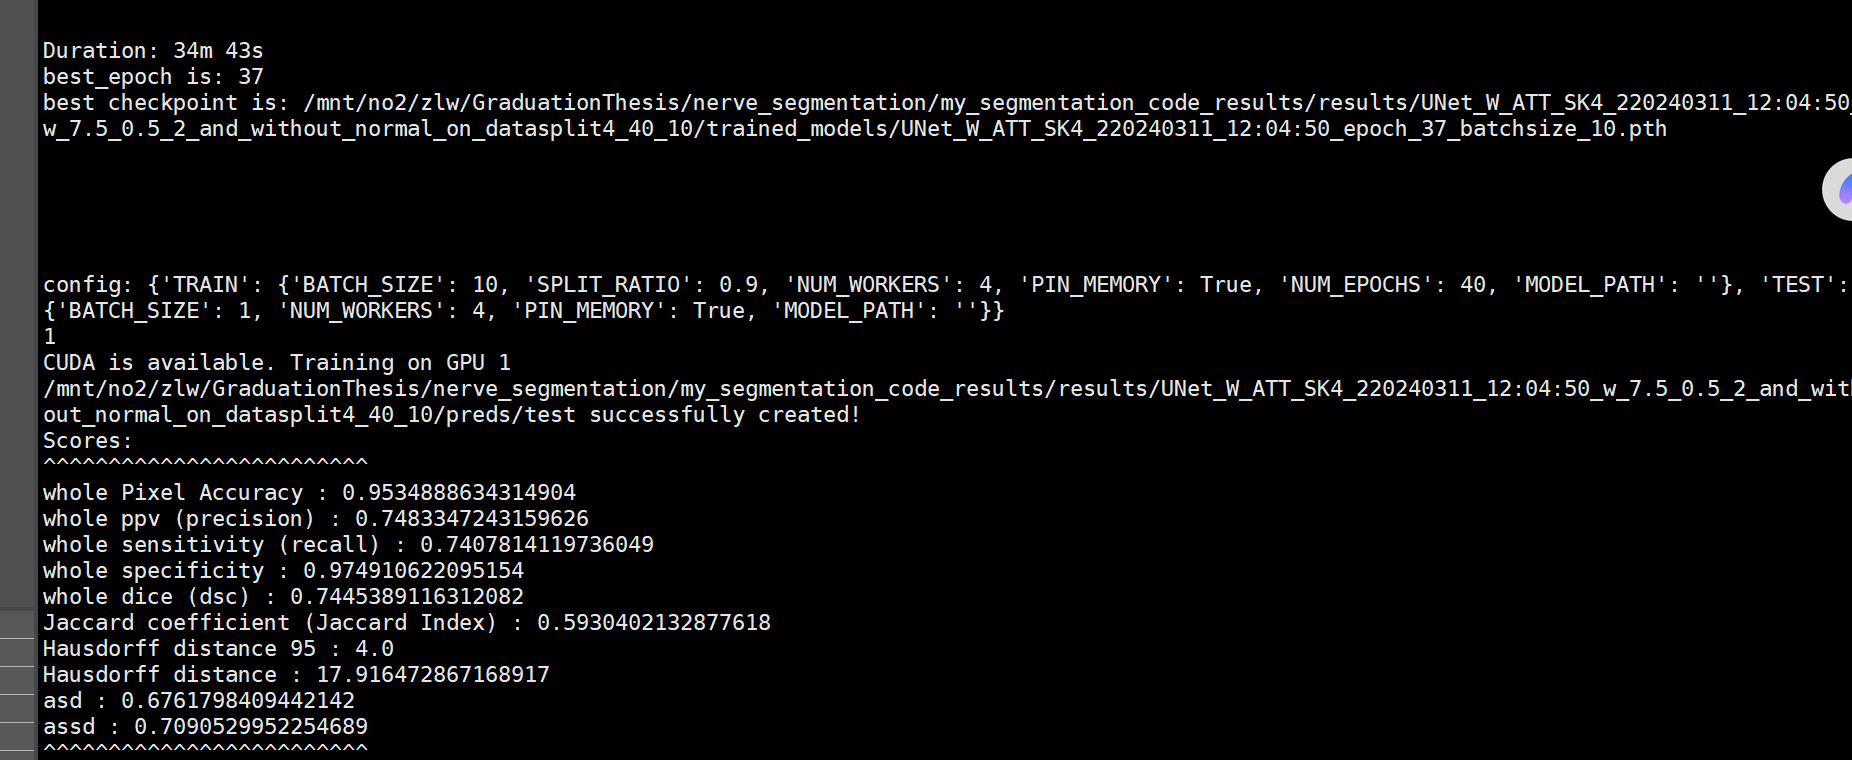 Duration: 34m 43s
best_epoch is: 37
best checkpoint is: /mnt/no2/zlw/GraduationThesis/nerve_segmentation/my_segmentation_code_results/results/UNet_W_ATT_SK4_220240311_12:04:50_
w_7.5_0.5_2_and_without_normal_on_datasplit4_40_10/trained_models/UNet_W_ATT_SK4_220240311_12:04:50_epoch_37_batchsize_10.pth
config: {'TRAIN': {'BATCH_SIZE': 10, 'SPLIT_RATIO': 0.9, 'NUM_WORKERS': 4, 'PIN_MEMORY': True, 'NUM_EPOCHS': 40, 'MODEL_PATH': ''}, 'TEST':
{'BATCH_SIZE': 1, 'NUM_WORKERS': 4, 'PIN_MEMORY': True, 'MODEL_PATH': ''}}
1
CUDA is available. Training on GPU 1
/mnt/no2/zlw/GraduationThesis/nerve_segmentation/my_segmentation_code_results/results/UNet_W_ATT_SK4_220240311_12:04:50_w_7.5_0.5_2_and_with
out_normal_on_datasplit4_40_10/preds/test successfully created!
Scores:
^^^^^^^^^^^^^^^^^^^^^^^^^
whole Pixel Accuracy : 0.9534888634314904
whole ppv (precision) : 0.7483347243159626
whole sensitivity (recall) : 0.7407814119736049
whole specificity : 0.974910622095154
whole dice (dsc) : 0.7445389116312082
Jaccard coefficient (Jaccard Index) : 0.5930402132877618
Hausdorff distance 95 : 4.0
Hausdorff distance : 17.916472867168917
asd : 0.6761798409442142
assd : 0.7090529952254689
^^^^^^^^^^^^^^^^^^^^^^^^^